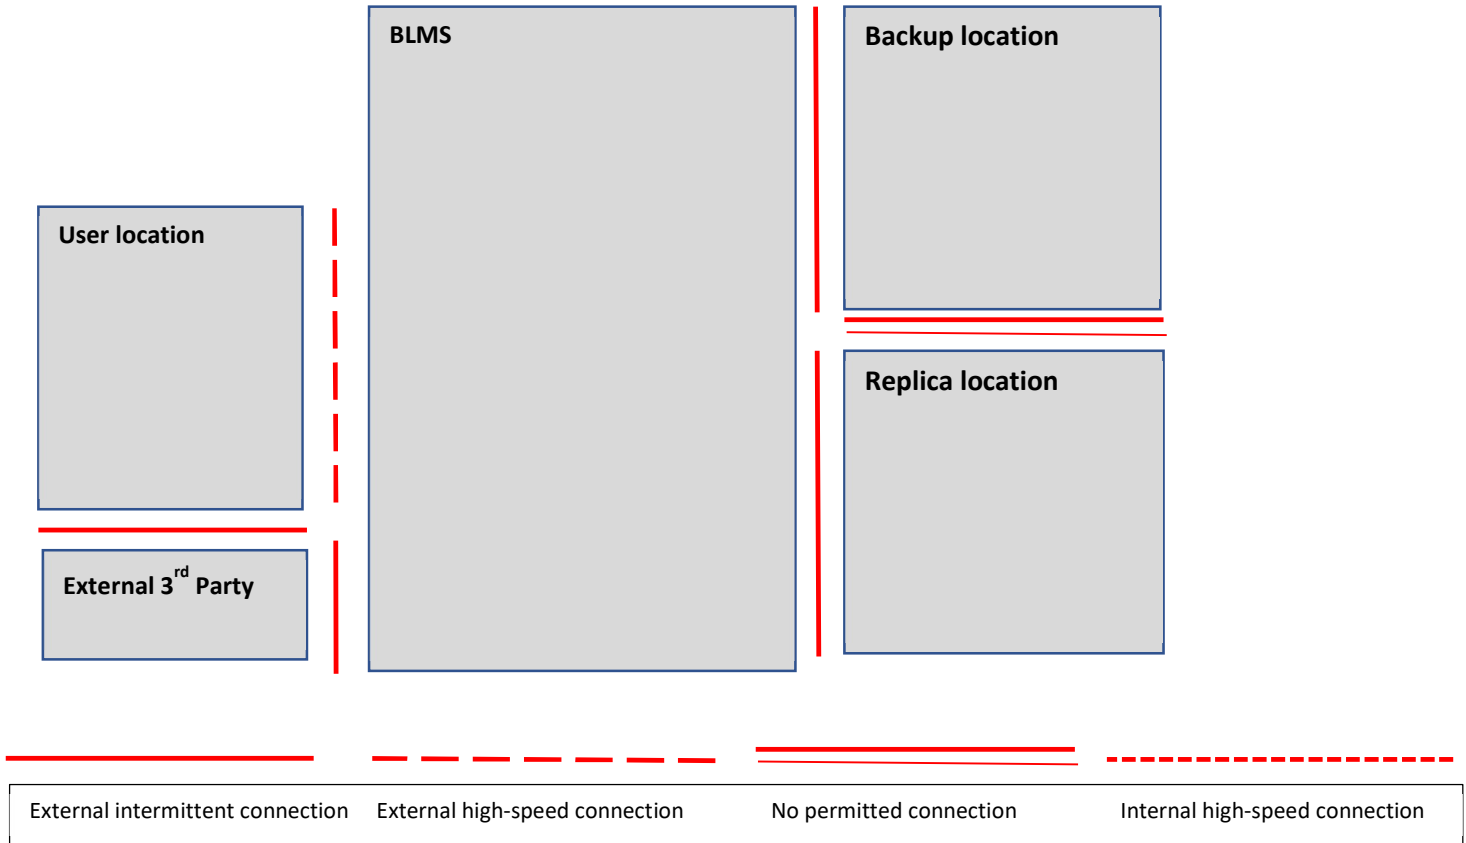 BLMS
Backup location
User location
Replica location
External 3rd Party
External intermittent connection
External high-speed connection
No permitted connection
Internal high-speed connection